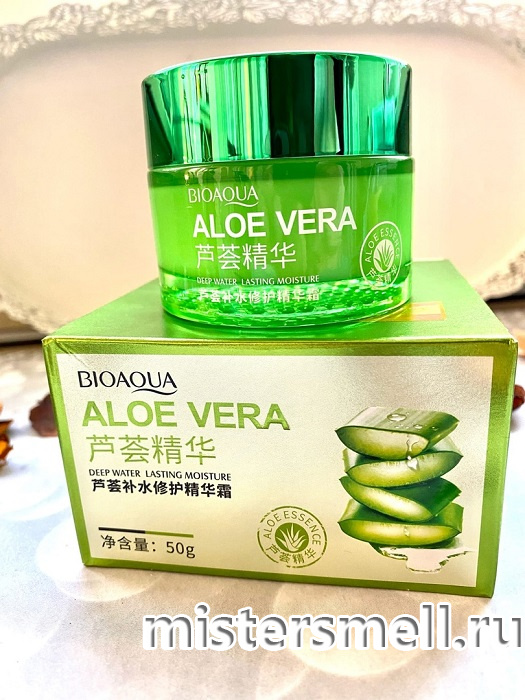 BIOAQUA
ALOE VERA
芦荟精华
DEEP WATER LASTING MOISTURE
芦荟补水修护精华霜
ALOE ESSENCE
芦荟精华
BIOAQUA
ALOE VERA
芦荟精华
DEEP WATER LASTING MOISTURE
芦荟补水修护精华霜
净含量：50g
ALOE ESSENCE
芦荟精华
mistersmell.ru